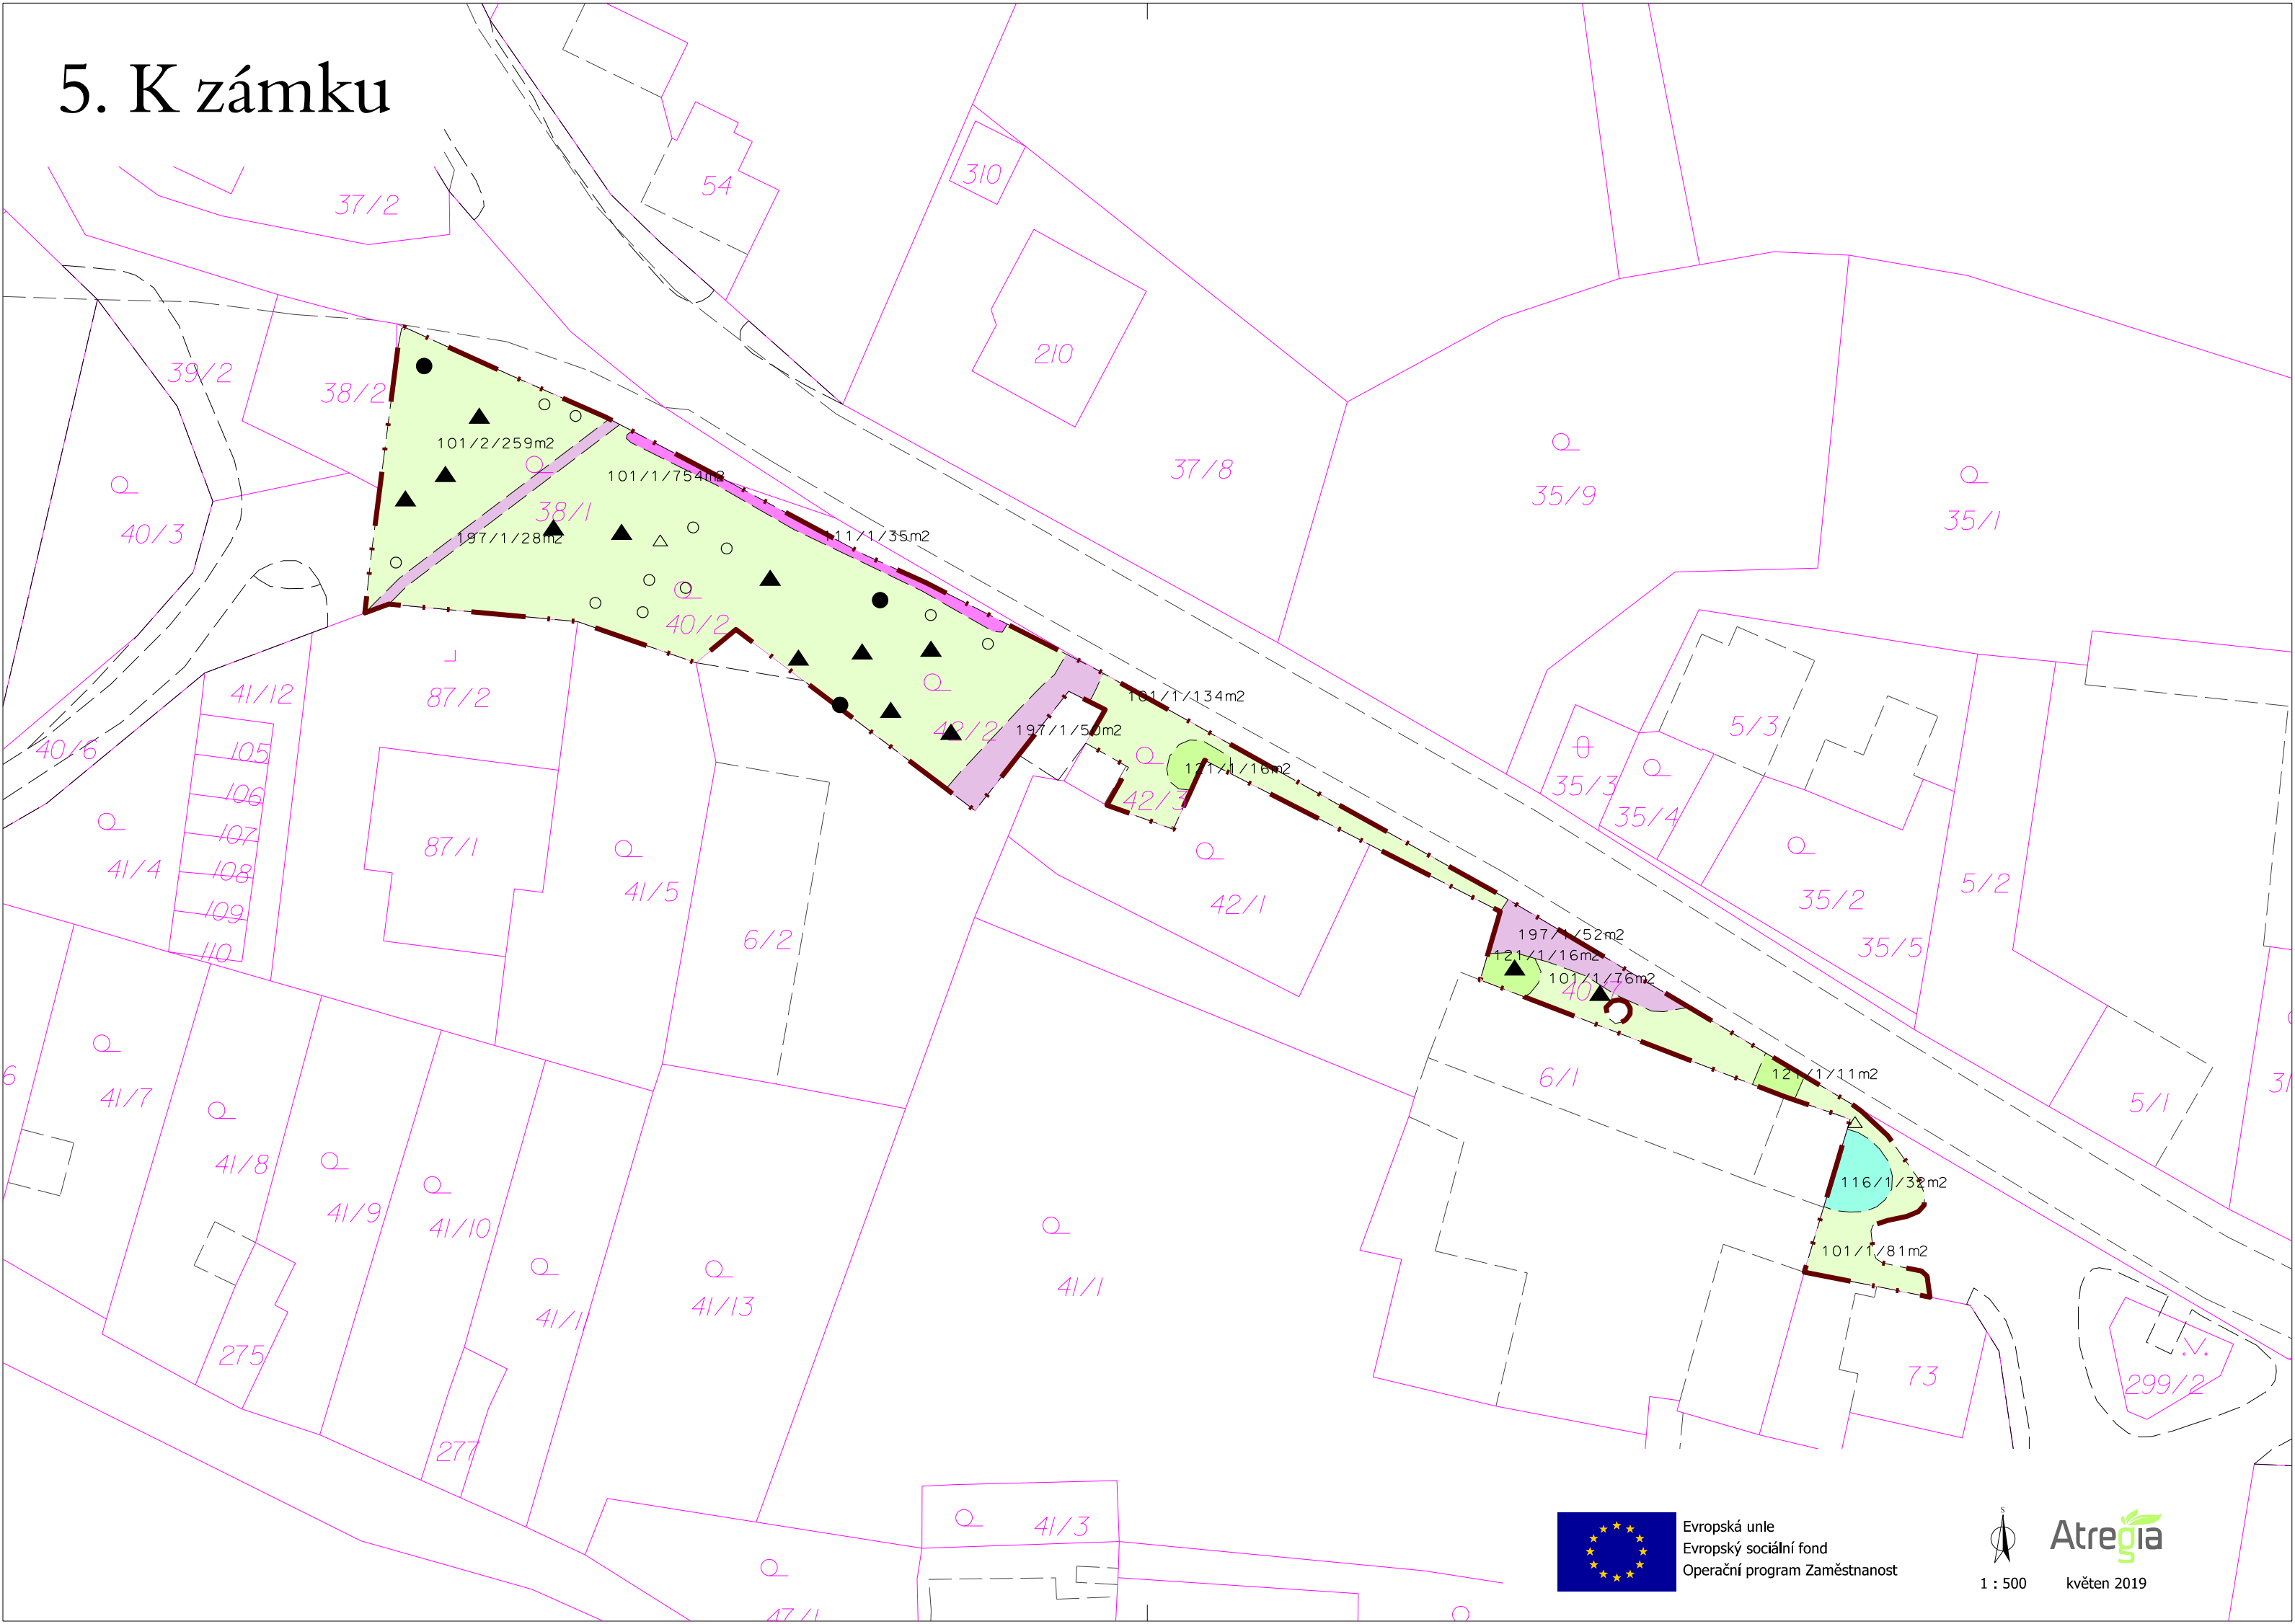 5. K zámku
37/2
54
310
210
39/2
38/2
101/2/259m2
101/1/754m2
37/8
35/9
35/1
40/3
38/1
197/1/28m2
111/1/35m2
40/2
41/12
87/2
43/2
197/1/50m2
101/1/134m2
5/3
40/6
105
121/1/16m2
35/3
106
42/3
35/4
107
87/1
41/4
108
41/5
42/1
5/2
35/2
109
6/2
197/1/52m2
35/5
110
121/1/16m2
101/1/76m2
6/1
121/1/11m2
41/7
5/1
41/8
116/1/32m2
41/9
41/10
101/1/81m2
41/1
41/13
41/11
275
73
299/2
277
41/3
47/1
Evropská unie
Evropský sociální fond
Operační program Zaměstnanost
S
1 : 500
Atregia
květen 2019